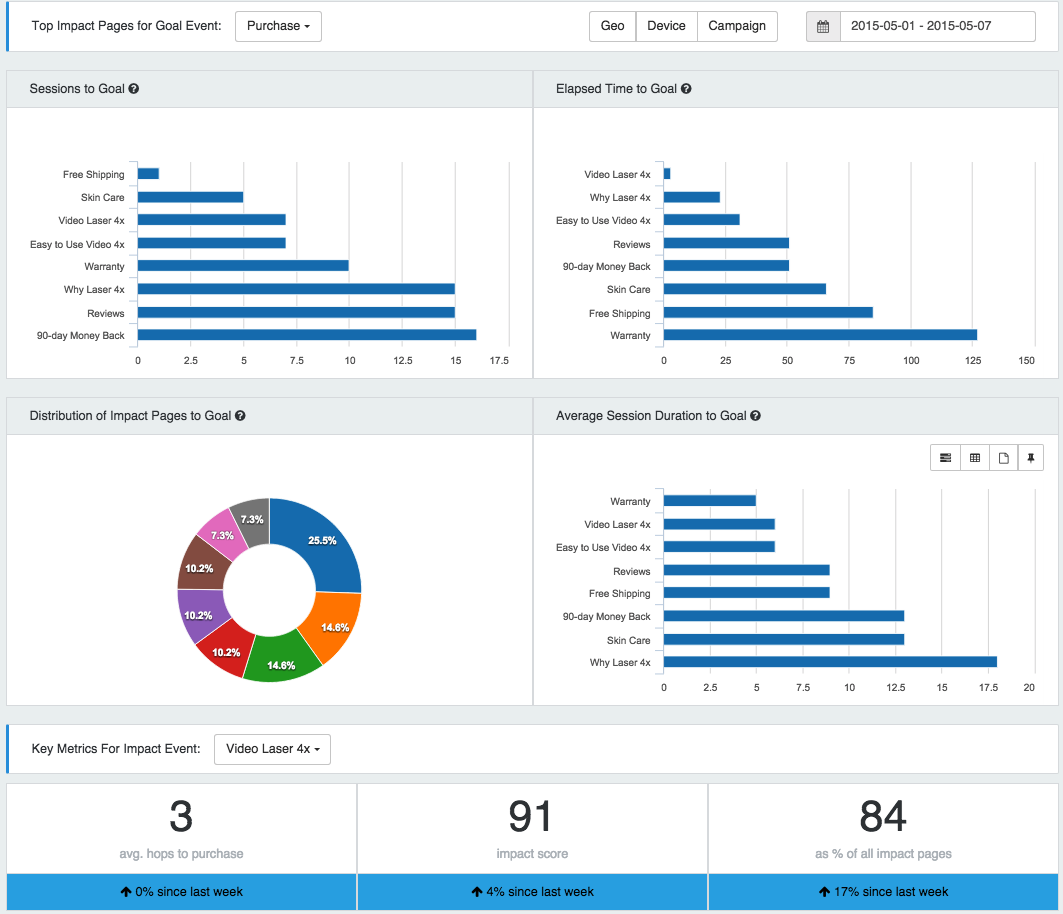 Top Impact Pages for Goal Event: Purchase Geo Device Campaign 2015-05-01 - 2015-05-07
Sessions to Goal
Free Shipping
Skin Care
Video Laser 4x
Easy to Use Video 4x
Warranty
Why Laser 4x
Reviews
90-day Money Back
0 2.5 5 7.5 10 12.5 15 17.5
Elapsed Time to Goal
Video Laser 4x
Why Laser 4x
Easy to Use Video 4x
Reviews
90-day Money Back
Skin Care
Free Shipping
Warranty
0 25 50 75 100 125 150
Distribution of Impact Pages to Goal
25.5%
14.6%
14.6%
10.2%
10.2%
10.2%
7.3%
7.3%
Average Session Duration to Goal
Warranty
Video Laser 4x
Easy to Use Video 4x
Reviews
Free Shipping
90-day Money Back
Skin Care
Why Laser 4x
0 2.5 5 7.5 10 12.5 15 17.5 20
Key Metrics For Impact Event: Video Laser 4x
3
avg. hops to purchase
0% since last week
91
impact score
4% since last week
84
as % of all impact pages
17% since last week